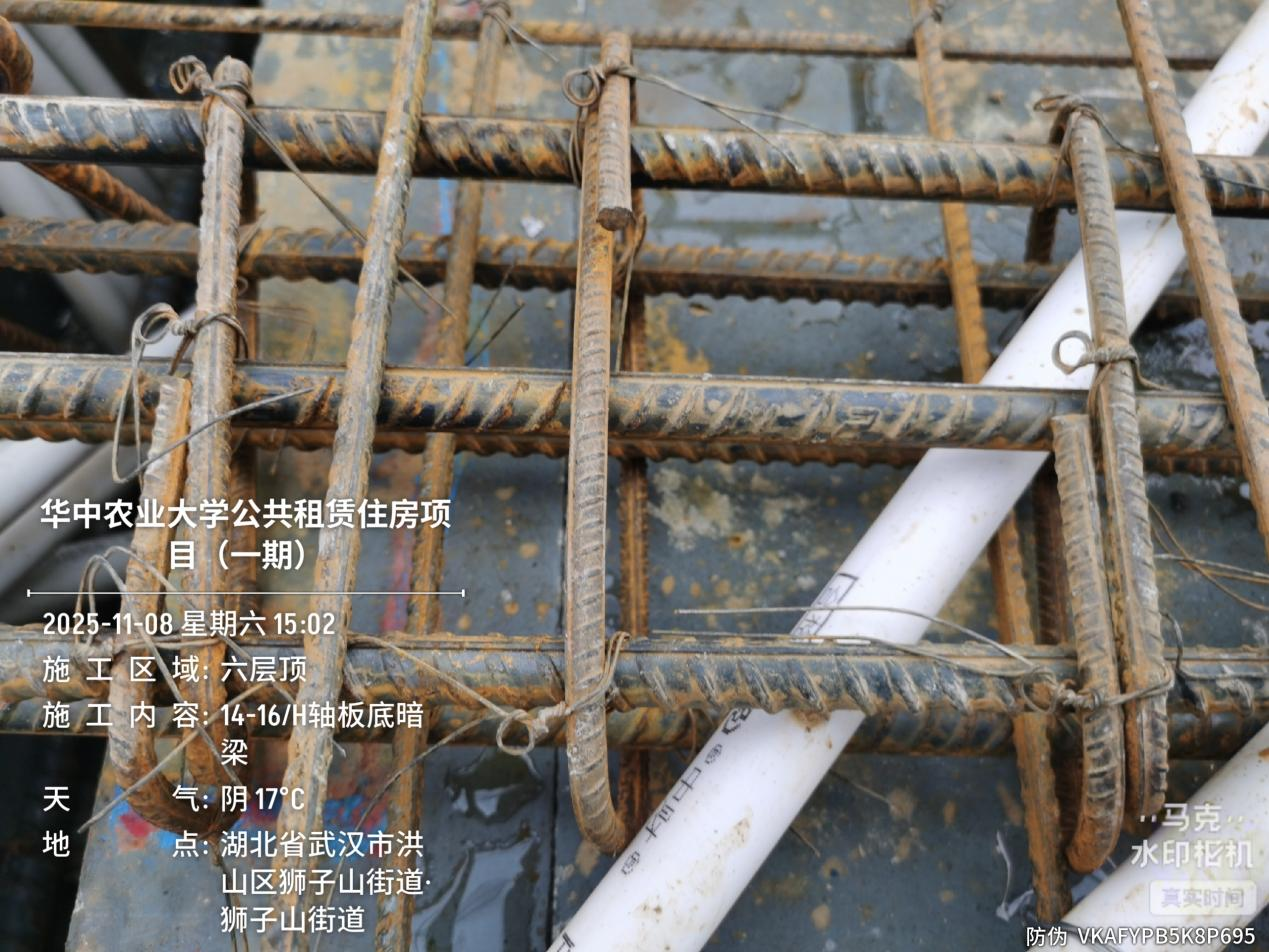 华中农业大学公共租赁住房项
目（一期）
2025-11-08 星期六 15:02
施工区域：六层顶
施工内容：14-16/H轴板底暗
梁
天气：阴 17°C
地点：湖北省武汉市洪
山区狮子山街道·
狮子山街道
马克
水印相机
真实时间
防伪 VKAFYPB5K8P695